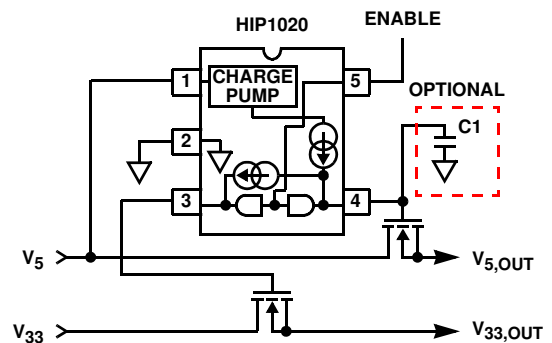 HIP1020
ENABLE
1
CHARGE
PUMP
5
OPTIONAL
C1
2
3
4
V5
V5,OUT
V33
V33,OUT